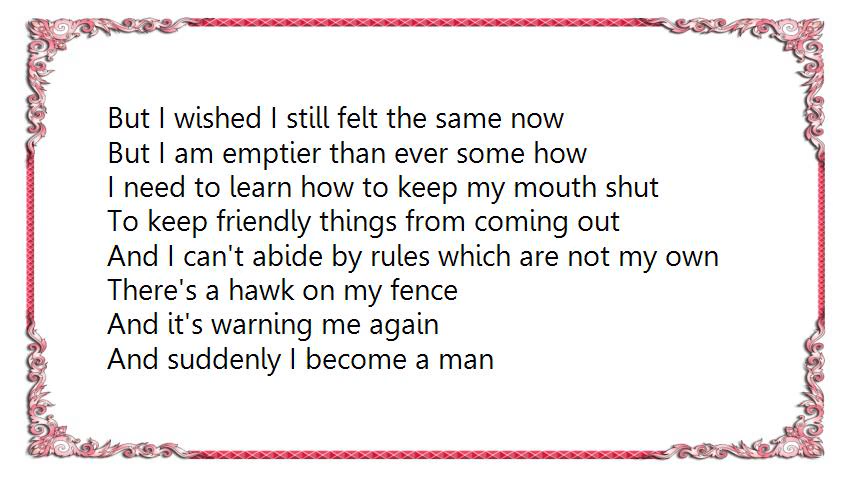 But I wished I still felt the same now
But I am emptier than ever some how
I need to learn how to keep my mouth shut
To keep friendly things from coming out
And I can't abide by rules which are not my own
There's a hawk on my fence
And it's warning me again
And suddenly I become a man